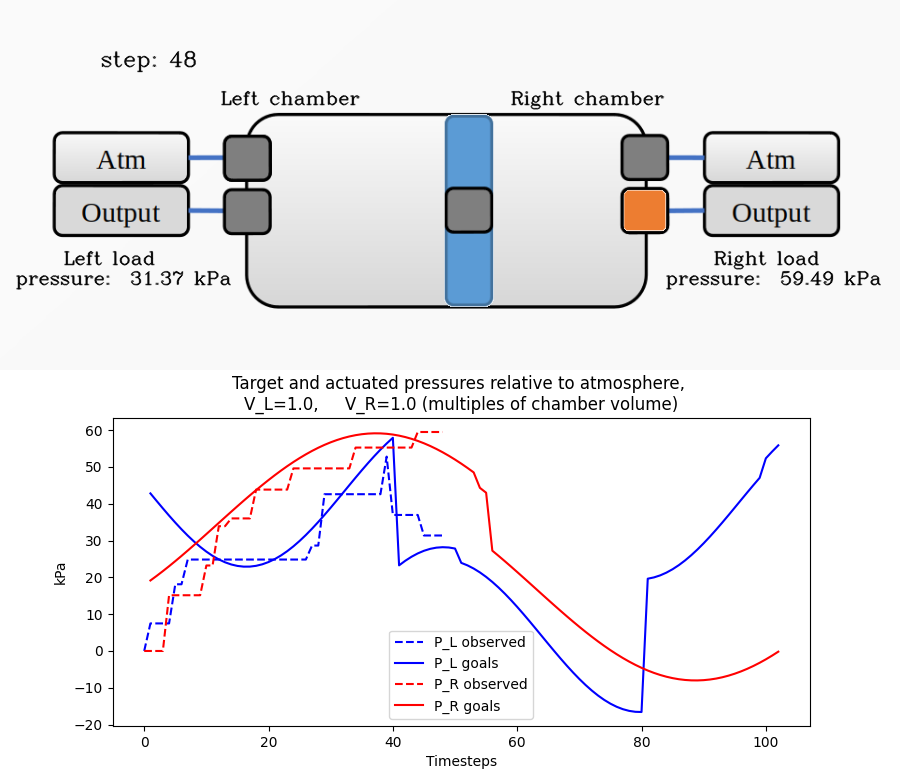 step: 48
Left chamber
Right chamber
Atm
Atm
Output
Output
Left load
pressure: 31.37 kPa
Right load
pressure: 59.49 kPa
Target and actuated pressures relative to atmosphere,
V_L=1.0, V_R=1.0 (multiples of chamber volume)
60
50
40
30
20
10
0
−10
−20
kPa
P_L observed
P_L goals
P_R observed
P_R goals
0 20 40 60 80 100
Timesteps